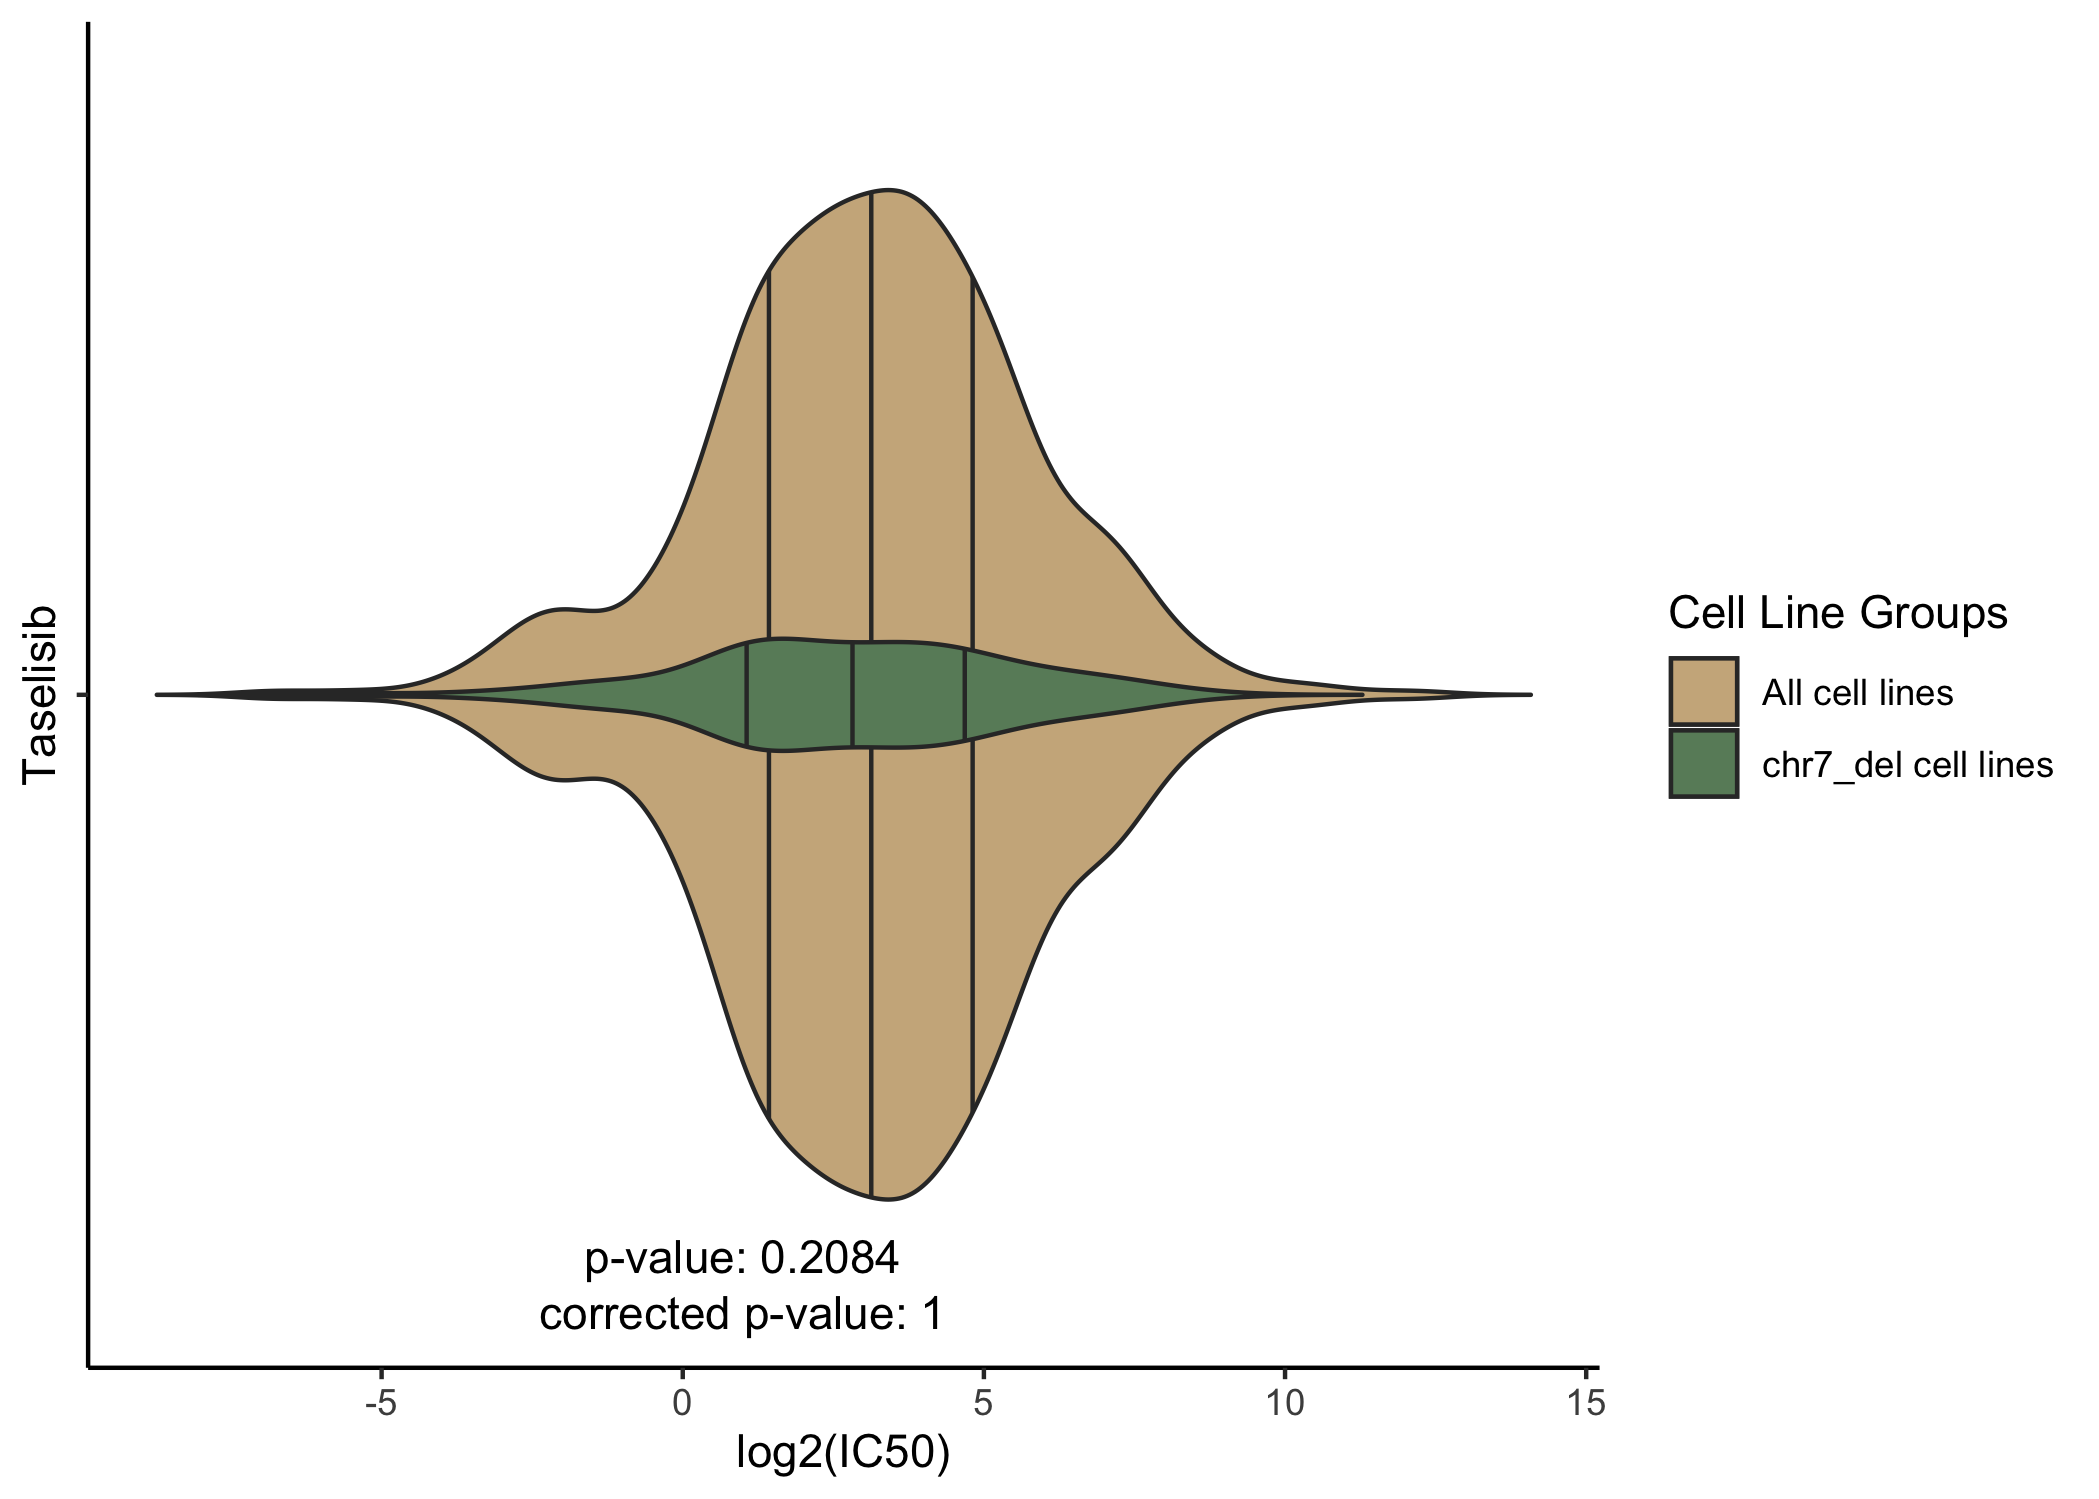 Taselisib
Cell Line Groups
All cell lines
chr7_del cell lines
p-value: 0.2084
corrected p-value: 1
-5 0 5 10 15
log2(IC50)